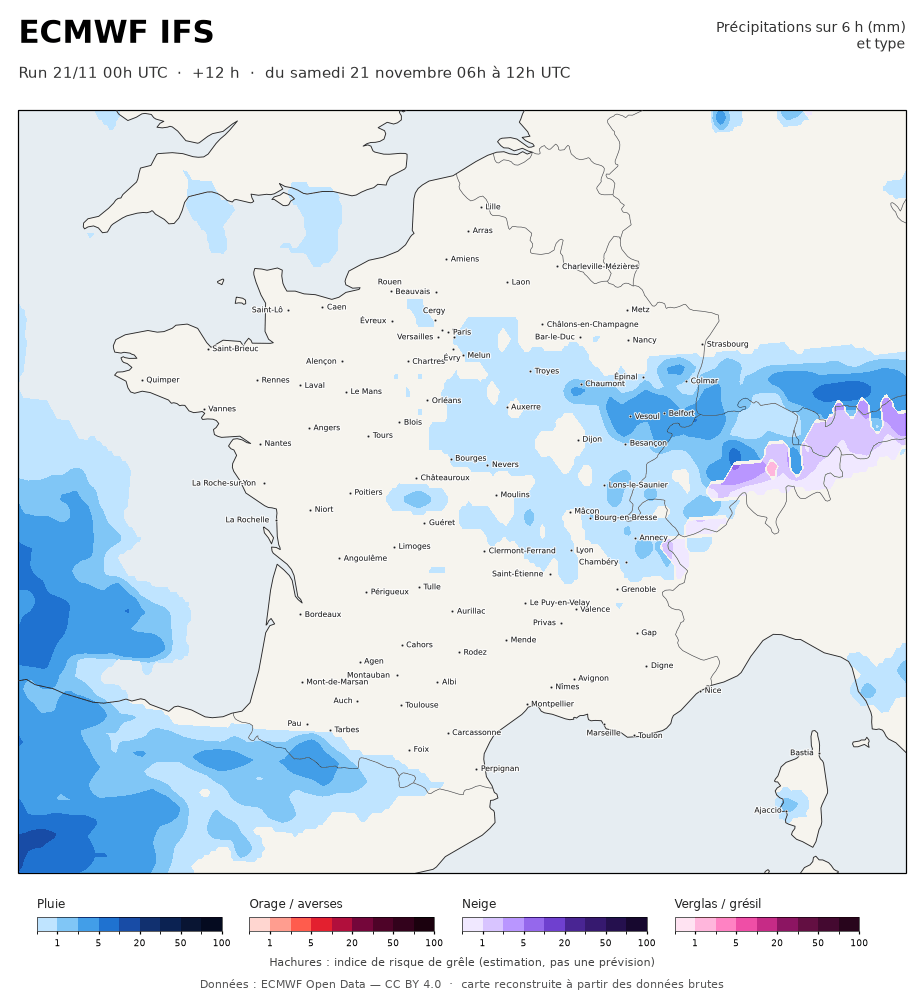 ECMWF IFS
Précipitations sur 6 h (mm)
et type
Run 21/11 00h UTC · +12 h · du samedi 21 novembre 06h à 12h UTC
Lille
Arras
Amiens
Charleville-Mézières
Rouen
Laon
Beauvais
Saint-Lô
Caen
Cergy
Metz
Évreux
Châlons-en-Champagne
Paris
Versailles
Bar-le-Duc
Nancy
Strasbourg
Saint-Brieuc
Évry
Melun
Alençon
Chartres
Troyes
Épinal
Quimper
Rennes
Laval
Chaumont
Colmar
Le Mans
Orléans
Vannes
Auxerre
Vesoul
Belfort
Blois
Angers
Tours
Dijon
Nantes
Besançon
Bourges
Nevers
La Roche-sur-Yon
Châteauroux
Lons-le-Saunier
Poitiers
Moulins
Niort
Mâcon
La Rochelle
Guéret
Bourg-en-Bresse
Annecy
Limoges
Clermont-Ferrand
Lyon
Angoulême
Chambéry
Saint-Étienne
Tulle
Périgueux
Grenoble
Le Puy-en-Velay
Bordeaux
Aurillac
Valence
Privas
Gap
Cahors
Mende
Rodez
Agen
Digne
Montauban
Mont-de-Marsan
Albi
Avignon
Nîmes
Nice
Auch
Toulouse
Montpellier
Pau
Tarbes
Carcassonne
Marseille
Toulon
Foix
Bastia
Perpignan
Ajaccio
Pluie
Orage / averses
Neige
Verglas / grésil
1 5 20 50 100
1 5 20 50 100
1 5 20 50 100
1 5 20 50 100
Hachures : indice de risque de grêle (estimation, pas une prévision)
Données : ECMWF Open Data — CC BY 4.0 · carte reconstruite à partir des données brutes